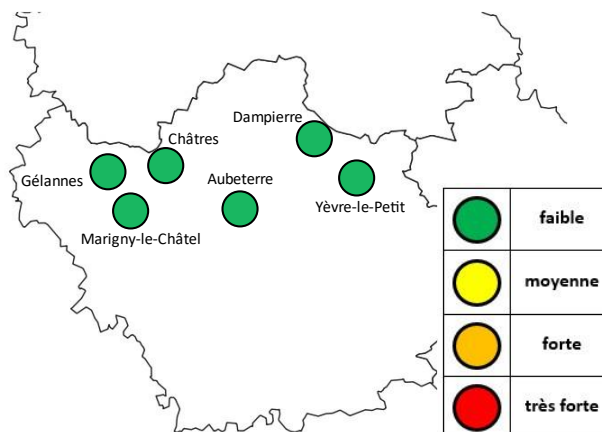 Dampierre
Châtres
Gélannes
Aubeterre
Yèvre-le-Petit
Marigny-le-Châtel
faible
moyenne
forte
très forte